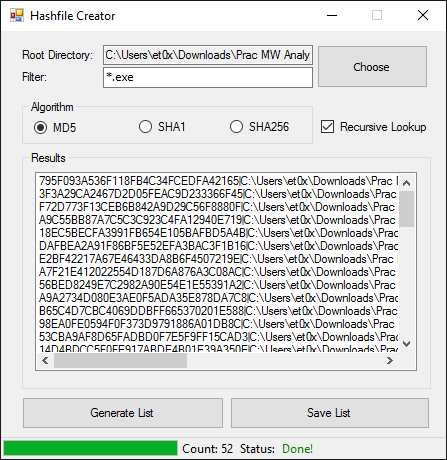 Hashfile Creator
Root Directory: C:\Users\et0x\Downloads\Prac MW Analy
Choose
Filter: *.exe
Algorithm
MD5 SHA1 SHA256 Recursive Lookup
Results
795F093A536F118FB4C34FCEDFA42165|C:\Users\et0x\Downloads\Prac
3F3A29CA2467D2D05FEAC9D233366F45|C:\Users\et0x\Downloads\Prac
F72D773F13CEB6B842A9D29C56F8880F|C:\Users\et0x\Downloads\Prac
A9C55BB87A7C5C3C923C4FA12940E719|C:\Users\et0x\Downloads\Prac
18EC5BECFA3991FB654E105BAFBD5A4B|C:\Users\et0x\Downloads\Prac
DAFBEA2A91F86BF5E52EFA3BAC3F1B16|C:\Users\et0x\Downloads\Prac
E2BF42217A67E46433DA8B6F4507219E|C:\Users\et0x\Downloads\Prac
A7F21E412022554D187D6A876A3C08AC|C:\Users\et0x\Downloads\Prac
56BED8249E7C2982A90E54E1E55391A2|C:\Users\et0x\Downloads\Prac
A9A2734D080E3AE0F5ADA35E878DA7C8|C:\Users\et0x\Downloads\Prac
B65C4D7CBC4069DDBFF665370201E588|C:\Users\et0x\Downloads\Prac
98EA0FE0594F0F373D9791886A01DB8C|C:\Users\et0x\Downloads\Prac
53CBA9AF8D65FADBD0F7E5F9FF15CAD3|C:\Users\et0x\Downloads\Prac
Generate List Save List
Count: 52 Status: Done!